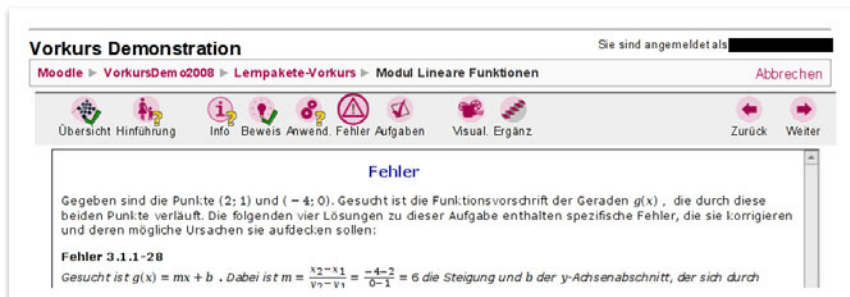 Vorkurs Demonstration
Sie sind angemeldet als
Moodle ► VorkursDemo2008 ► Lernpakete-Vorkurs ► Modul Lineare Funktionen
Abbrechen
Übersicht Hinführung Info Beweis Anwend. Fehler Aufgaben Visual. Ergänz Zurück Weiter
Fehler
Gegeben sind die Punkte (2; 1) und (−4; 0). Gesucht ist die Funktionsvorschrift der Geraden g(x) , die durch diese
beiden Punkte verläuft. Die folgenden vier Lösungen zu dieser Aufgabe enthalten spezifische Fehler, die sie korrigieren
und deren mögliche Ursachen sie aufdecken sollen:
Fehler 3.1.1-28
Gesucht ist g(x) = mx + b . Dabei ist m = (x₂−x₁)/(y₂−y₁) = (−4−2)/(0−1) = 6 die Steigung und b der y-Achsenabschnitt, der sich durch